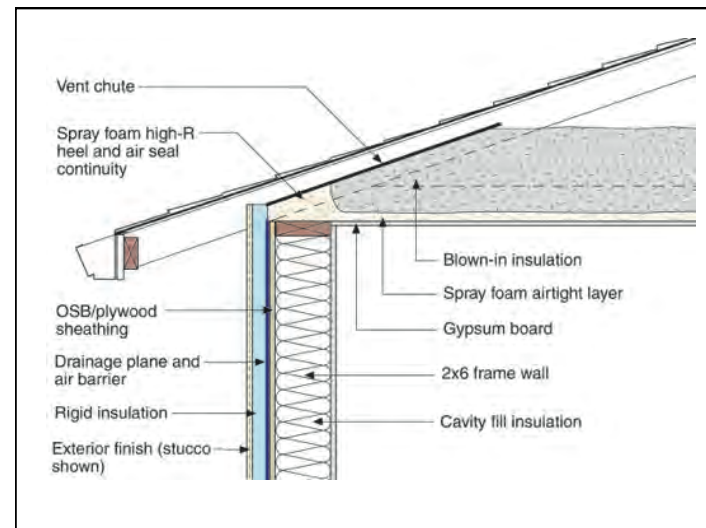 Vent chute
Spray foam high-R
heel and air seal
continuity
OSB/plywood
sheathing
Drainage plane and
air barrier
Rigid insulation
Exterior finish (stucco
shown)
Blown-in insulation
Spray foam airtight layer
Gypsum board
2x6 frame wall
Cavity fill insulation